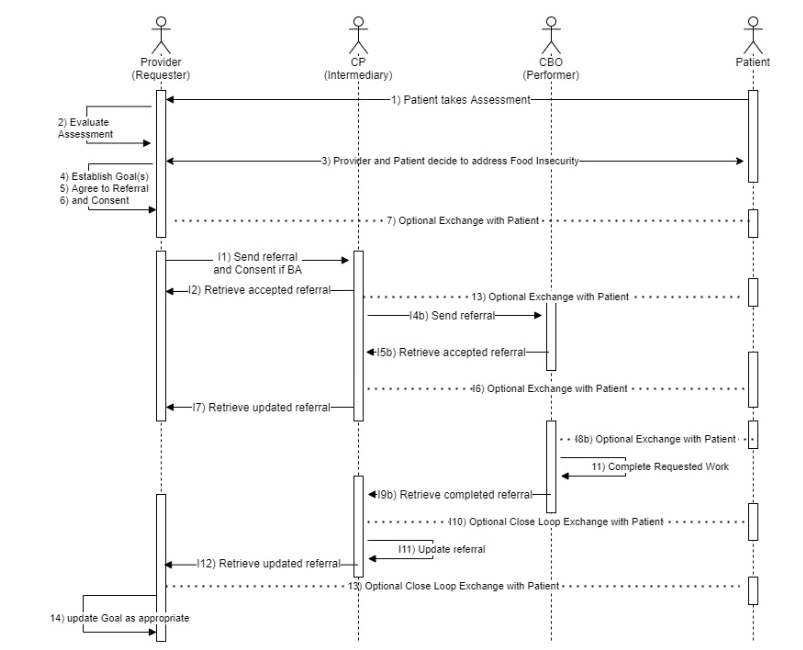 Provider
(Requester)
CP
(Intermediary)
CBO
(Performer)
Patient
1) Patient takes Assessment
2) Evaluate
Assessment
3) Provider and Patient decide to address Food Insecurity
4) Establish Goal(s)
5) Agree to Referral
6) and Consent
7) Optional Exchange with Patient
I1) Send referral
and Consent if BA
I2) Retrieve accepted referral
13) Optional Exchange with Patient
I4b) Send referral
I5b) Retrieve accepted referral
I6) Optional Exchange with Patient
I7) Retrieve updated referral
I8b) Optional Exchange with Patient
11) Complete Requested Work
I9b) Retrieve completed referral
I10) Optional Close Loop Exchange with Patient
I11) Update referral
I12) Retrieve updated referral
13) Optional Close Loop Exchange with Patient
14) update Goal as appropriate